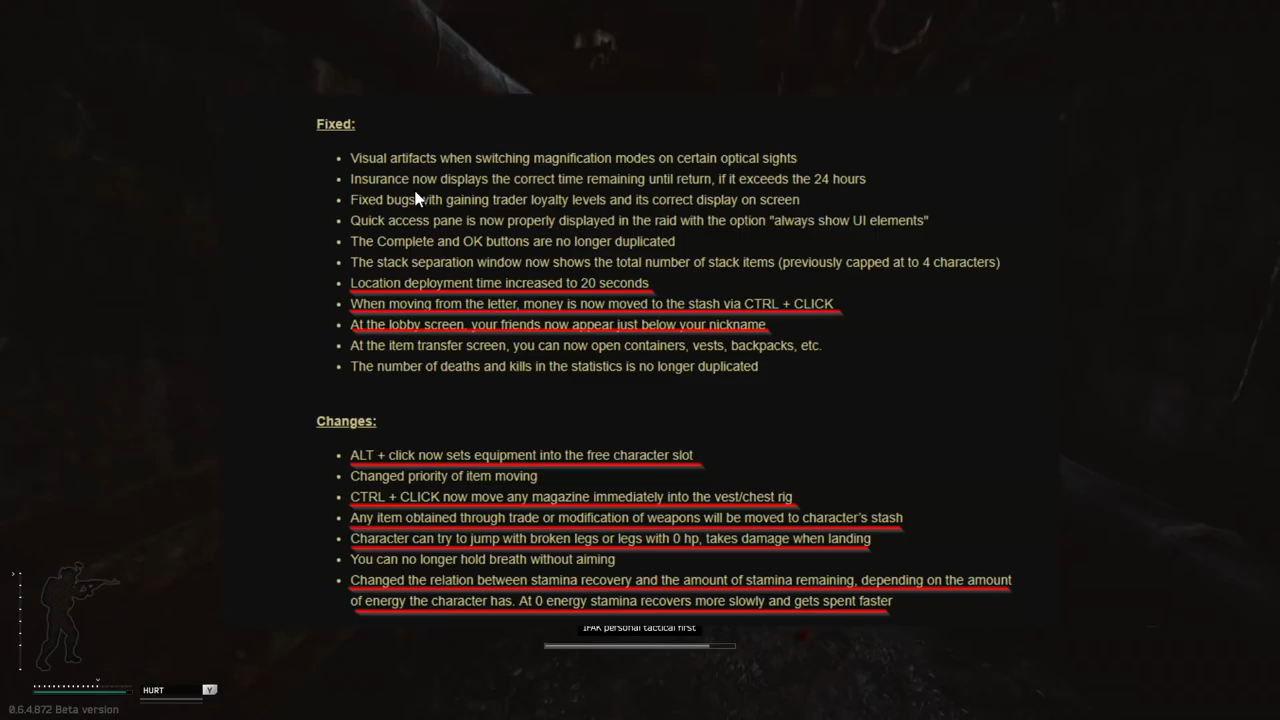 Fixed:
• Visual artifacts when switching magnification modes on certain optical sights
• Insurance now displays the correct time remaining until return, if it exceeds the 24 hours
• Fixed bugs with gaining trader loyalty levels and its correct display on screen
• Quick access pane is now properly displayed in the raid with the option "always show UI elements"
• The Complete and OK buttons are no longer duplicated
• The stack separation window now shows the total number of stack items (previously capped at to 4 characters)
• Location deployment time increased to 20 seconds
• When moving from the letter, money is now moved to the stash via CTRL + CLICK
• At the lobby screen, your friends now appear just below your nickname
• At the item transfer screen, you can now open containers, vests, backpacks, etc.
• The number of deaths and kills in the statistics is no longer duplicated
Changes:
• ALT + click now sets equipment into the free character slot
• Changed priority of item moving
• CTRL + CLICK now move any magazine immediately into the vest/chest rig
• Any item obtained through trade or modification of weapons will be moved to character's stash
• Character can try to jump with broken legs or legs with 0 hp, takes damage when landing
• You can no longer hold breath without aiming
• Changed the relation between stamina recovery and the amount of stamina remaining, depending on the amount
of energy the character has. At 0 energy stamina recovers more slowly and gets spent faster
IFAK personal tactical first
HURT Y
0.6.4.872 Beta version